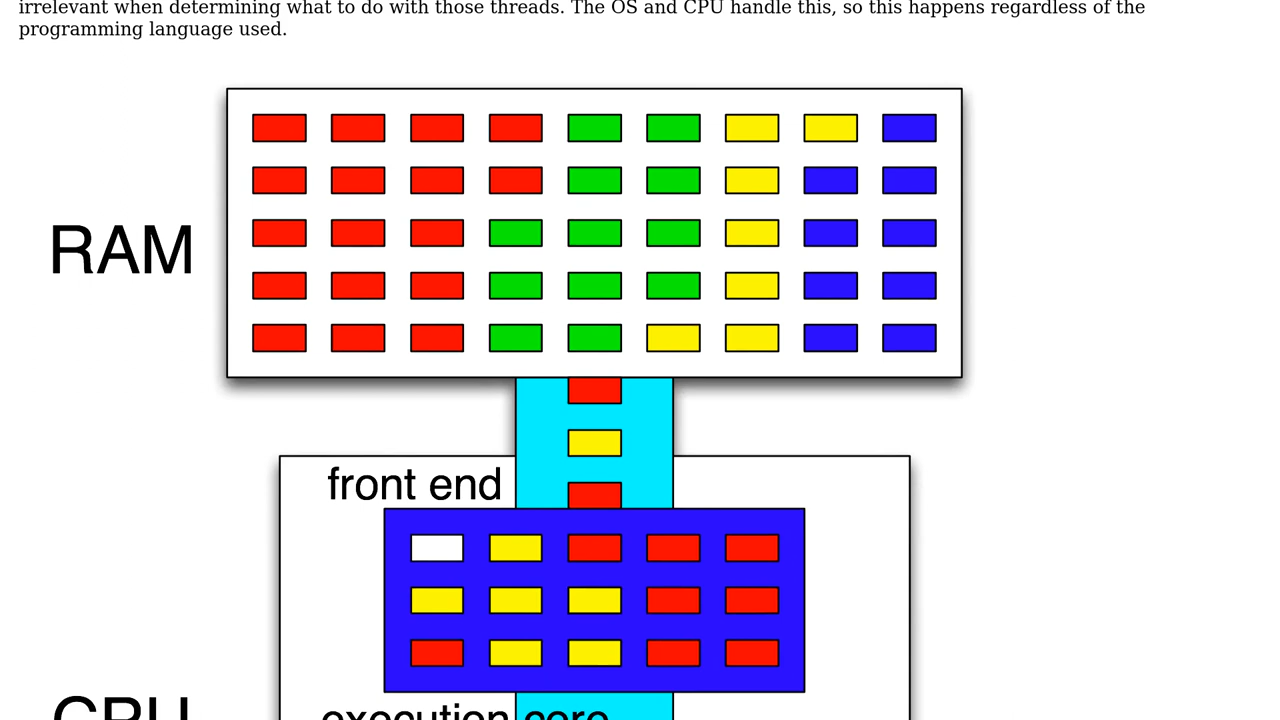 irrelevant when determining what to do with those threads. The OS and CPU handle this, so this happens regardless of the
programming language used.
RAM
front end
execution core
CPU